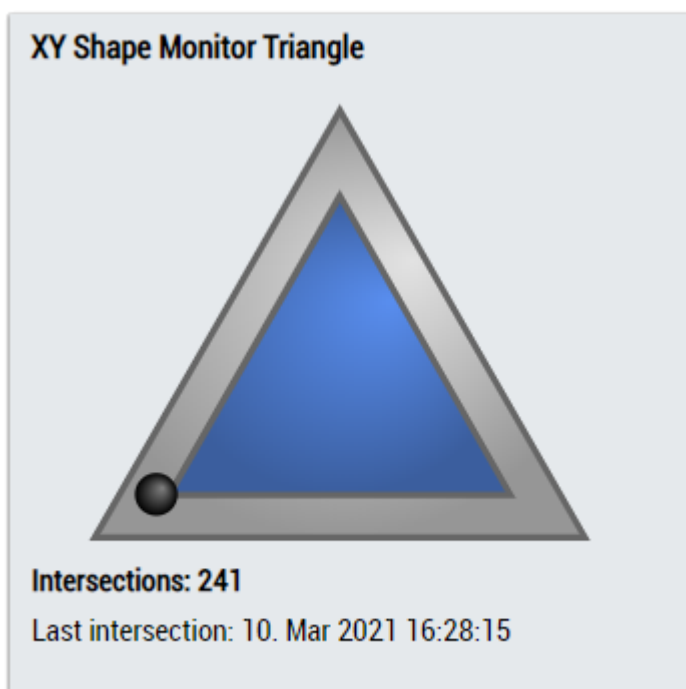 XY Shape Monitor Triangle
Intersections: 241
Last intersection: 10. Mar 2021 16:28:15